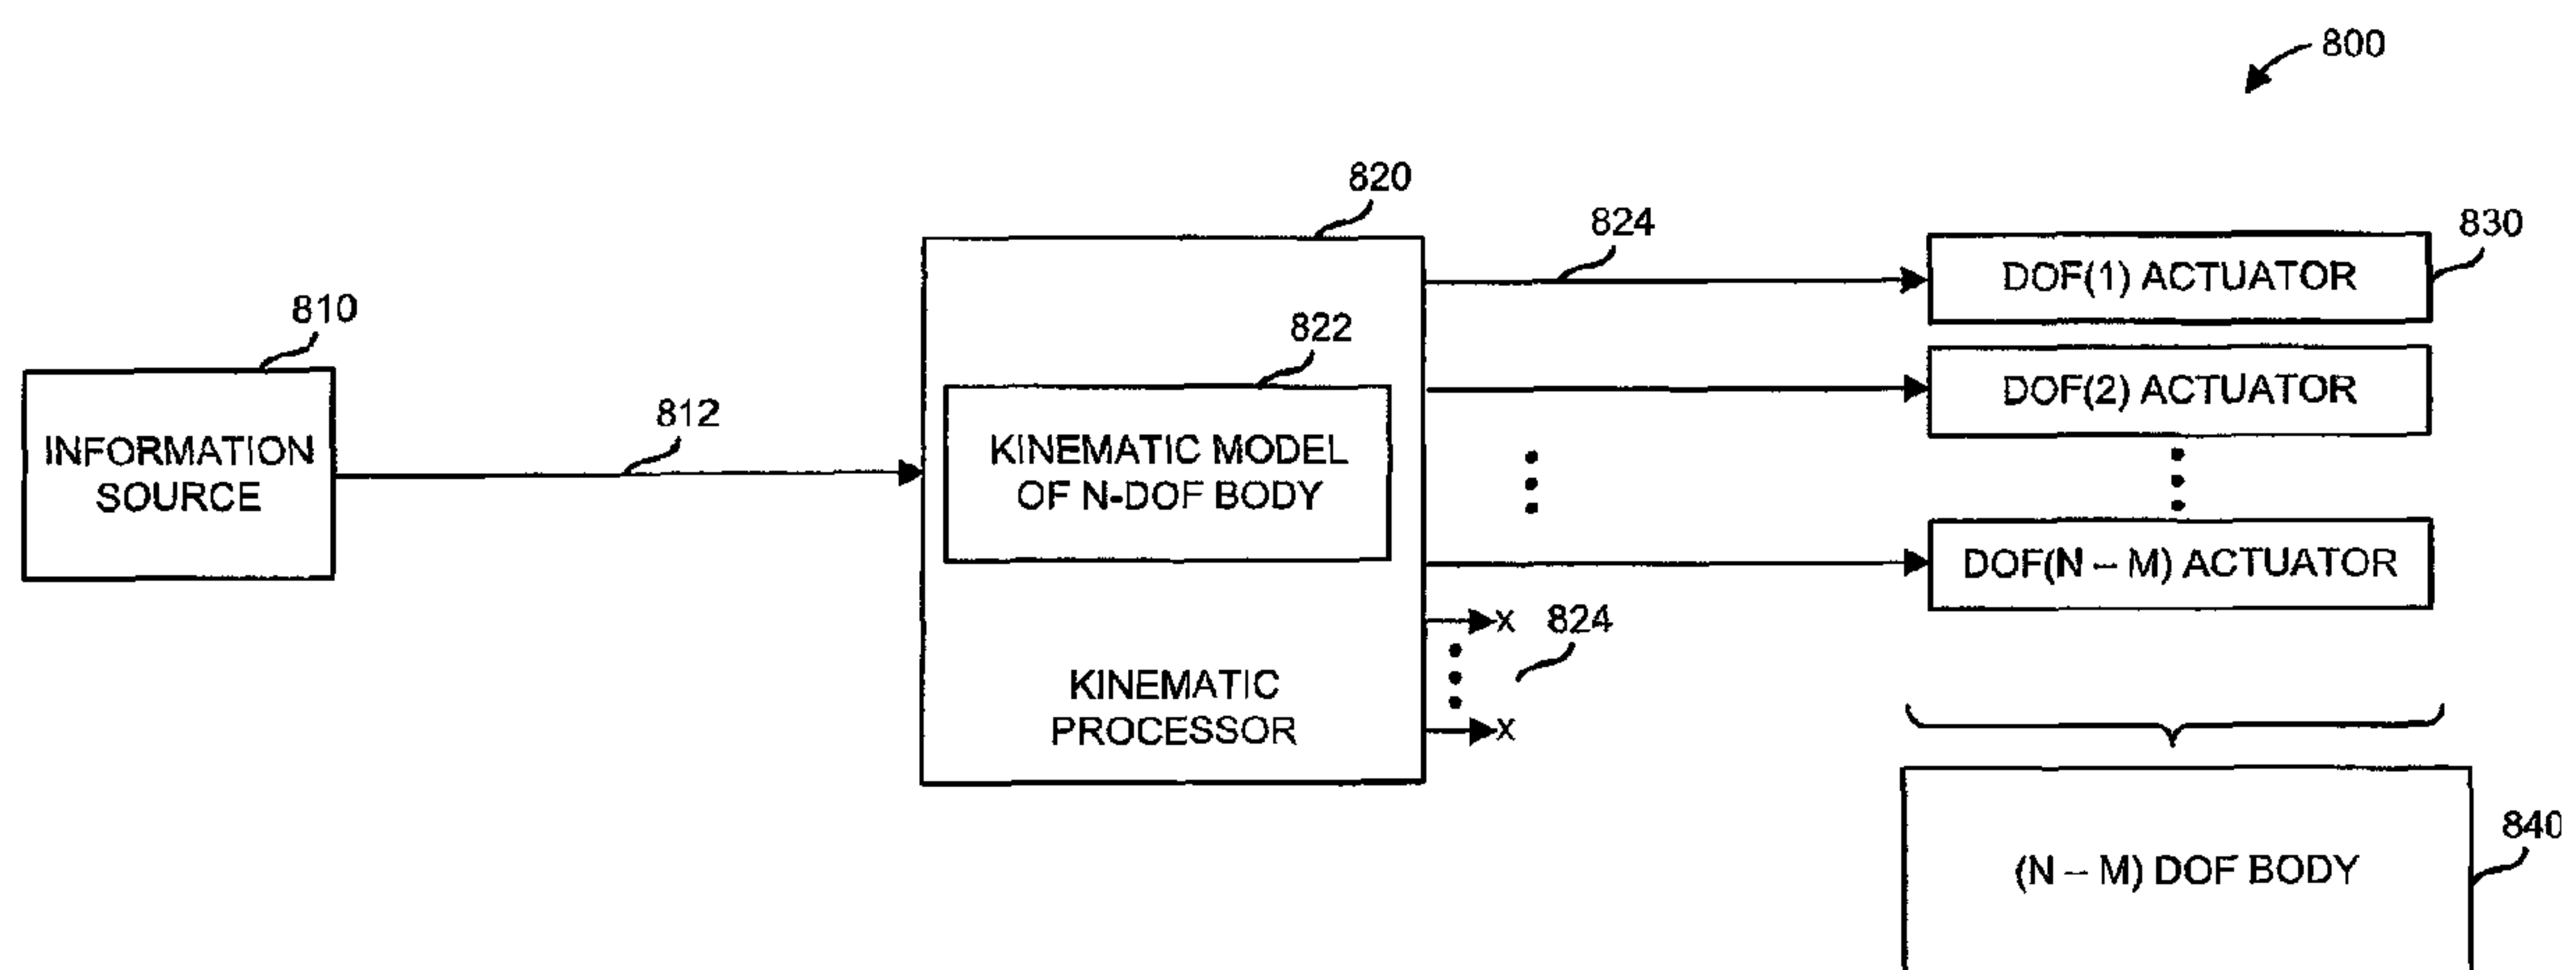 800
820
824
830
DOF(1) ACTUATOR
810
822
DOF(2) ACTUATOR
812
INFORMATION
SOURCE
KINEMATIC MODEL
OF N-DOF BODY
DOF(N – M) ACTUATOR
x
824
KINEMATIC
PROCESSOR
x
840
(N – M) DOF BODY